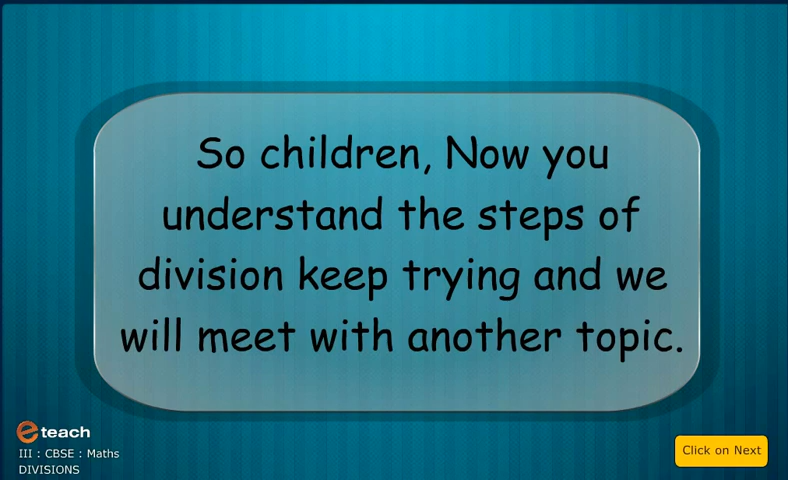 So children, Now you
understand the steps of
division keep trying and we
will meet with another topic.
eteach
III : CBSE : Maths
DIVISIONS
Click on Next